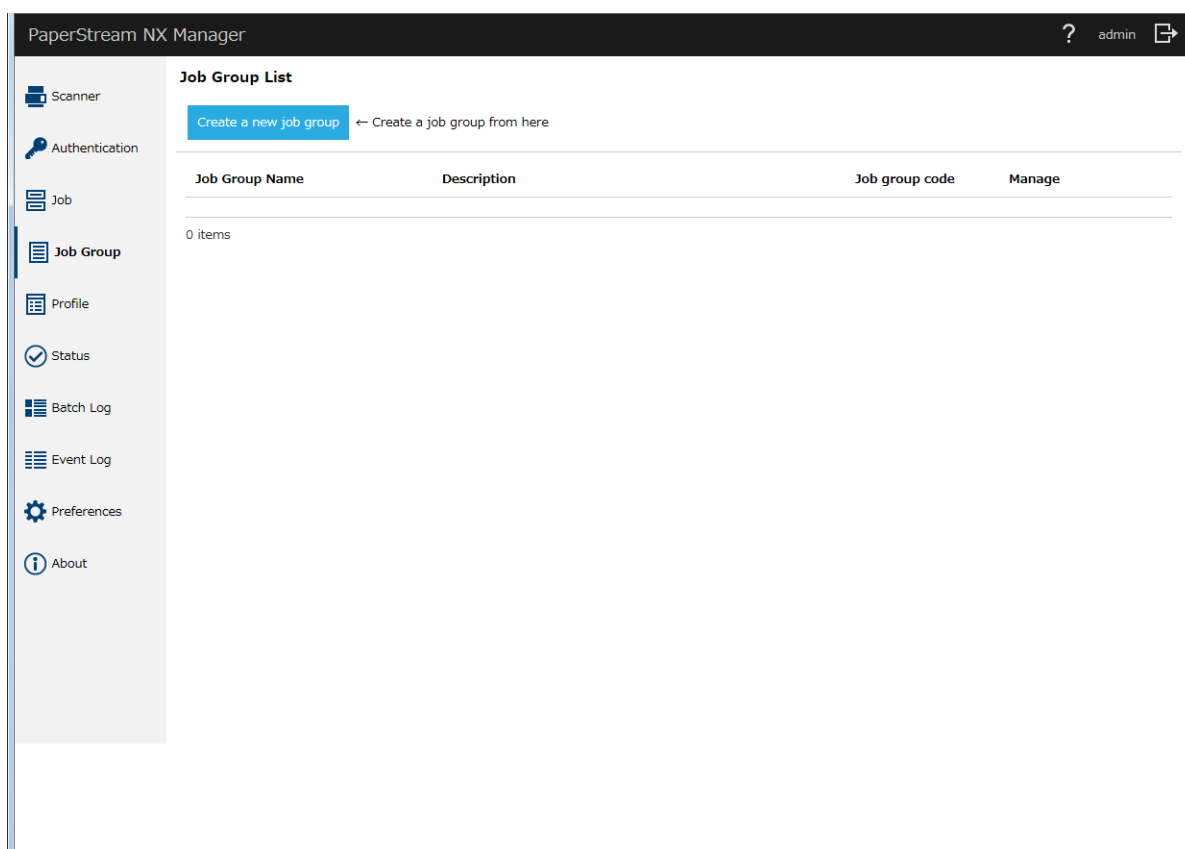 PaperStream NX Manager
? admin
Scanner
Authentication
Job
Job Group
Profile
Status
Batch Log
Event Log
Preferences
About
Job Group List
Create a new job group ← Create a job group from here
Job Group Name Description Job group code Manage
0 items